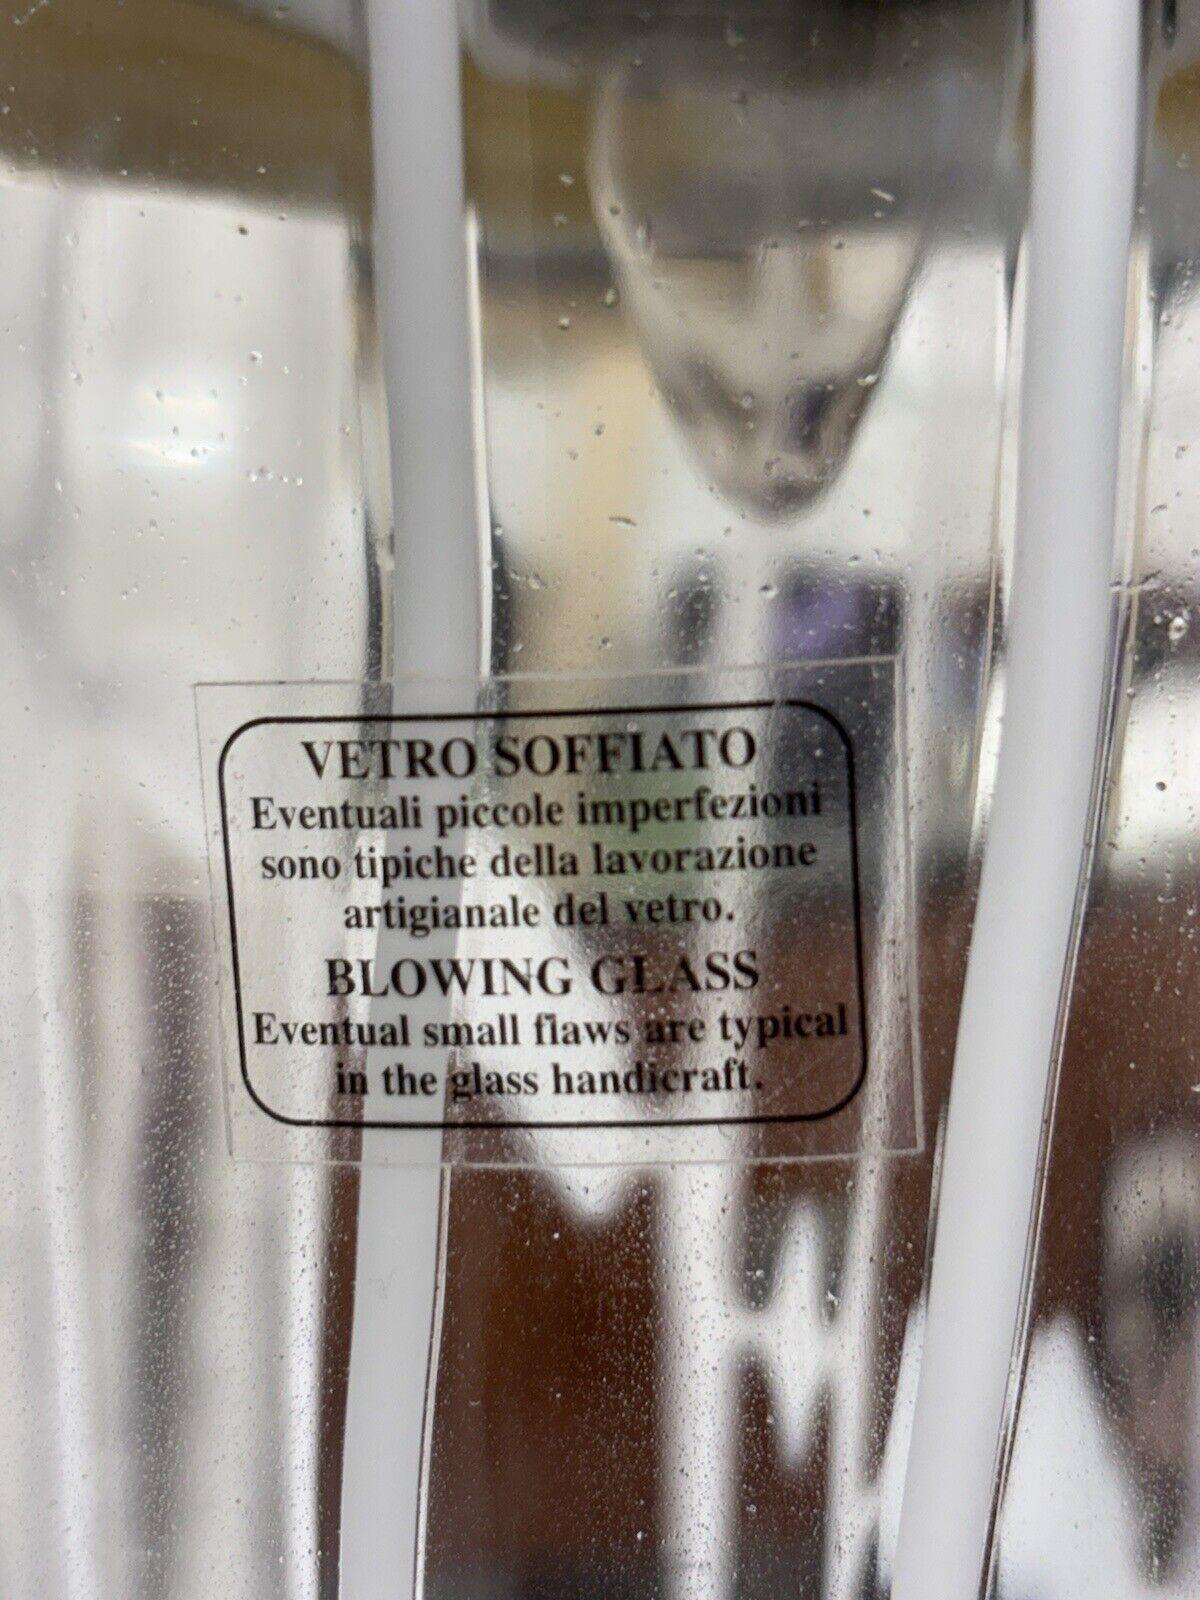 VETRO SOFFIATO
Eventuali piccole imperfezioni
sono tipiche della lavorazione
artigianale del vetro.
BLOWING GLASS
Eventual small flaws are typical
in the glass handicraft.